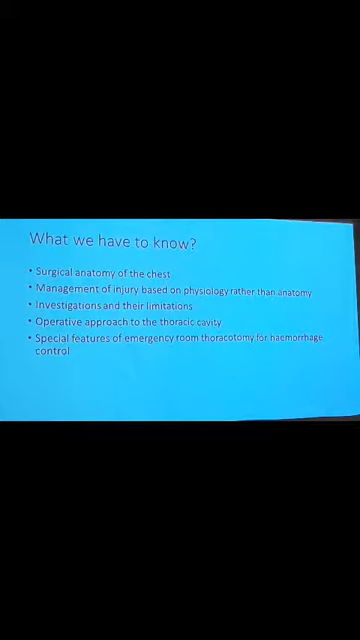 What we have to know?
• Surgical anatomy of the chest
• Management of injury based on physiology rather than anatomy
• Investigations and their limitations
• Operative approach to the thoracic cavity
• Special features of emergency room thoracotomy for haemorrhage
control